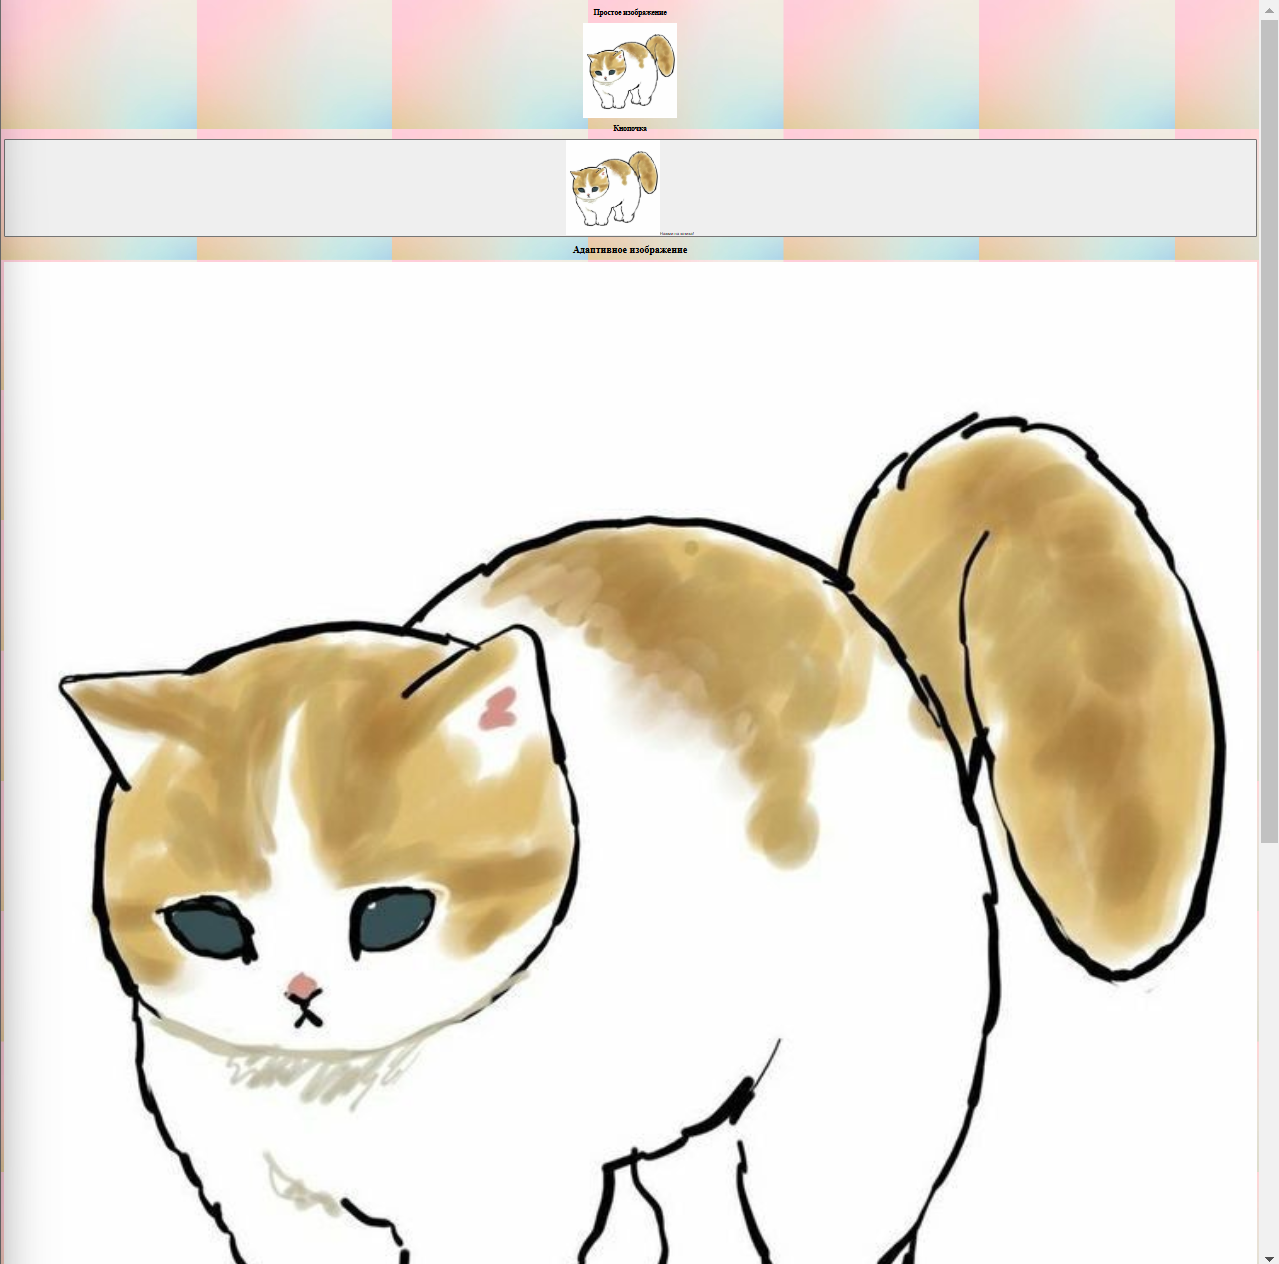 Простое изображение
Кнопочка
Адаптивное изображение